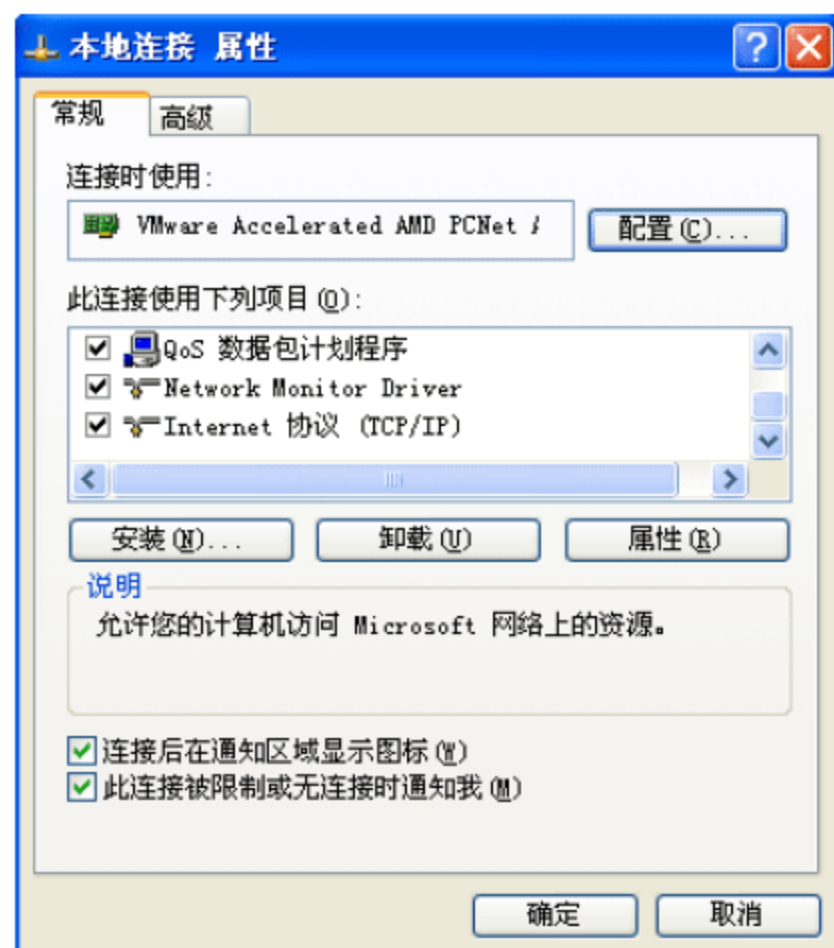 本地连接 属性
常规
高级
连接时使用:
VMware Accelerated AMD PCNet
配置(C)...
此连接使用下列项目(O):
QoS 数据包计划程序
Network Monitor Driver
Internet 协议 (TCP/IP)
安装(N)...
卸载(U)
属性(R)
说明
允许您的计算机访问 Microsoft 网络上的资源。
连接后在通知区域显示图标(W)
此连接被限制或无连接时通知我(M)
确定
取消